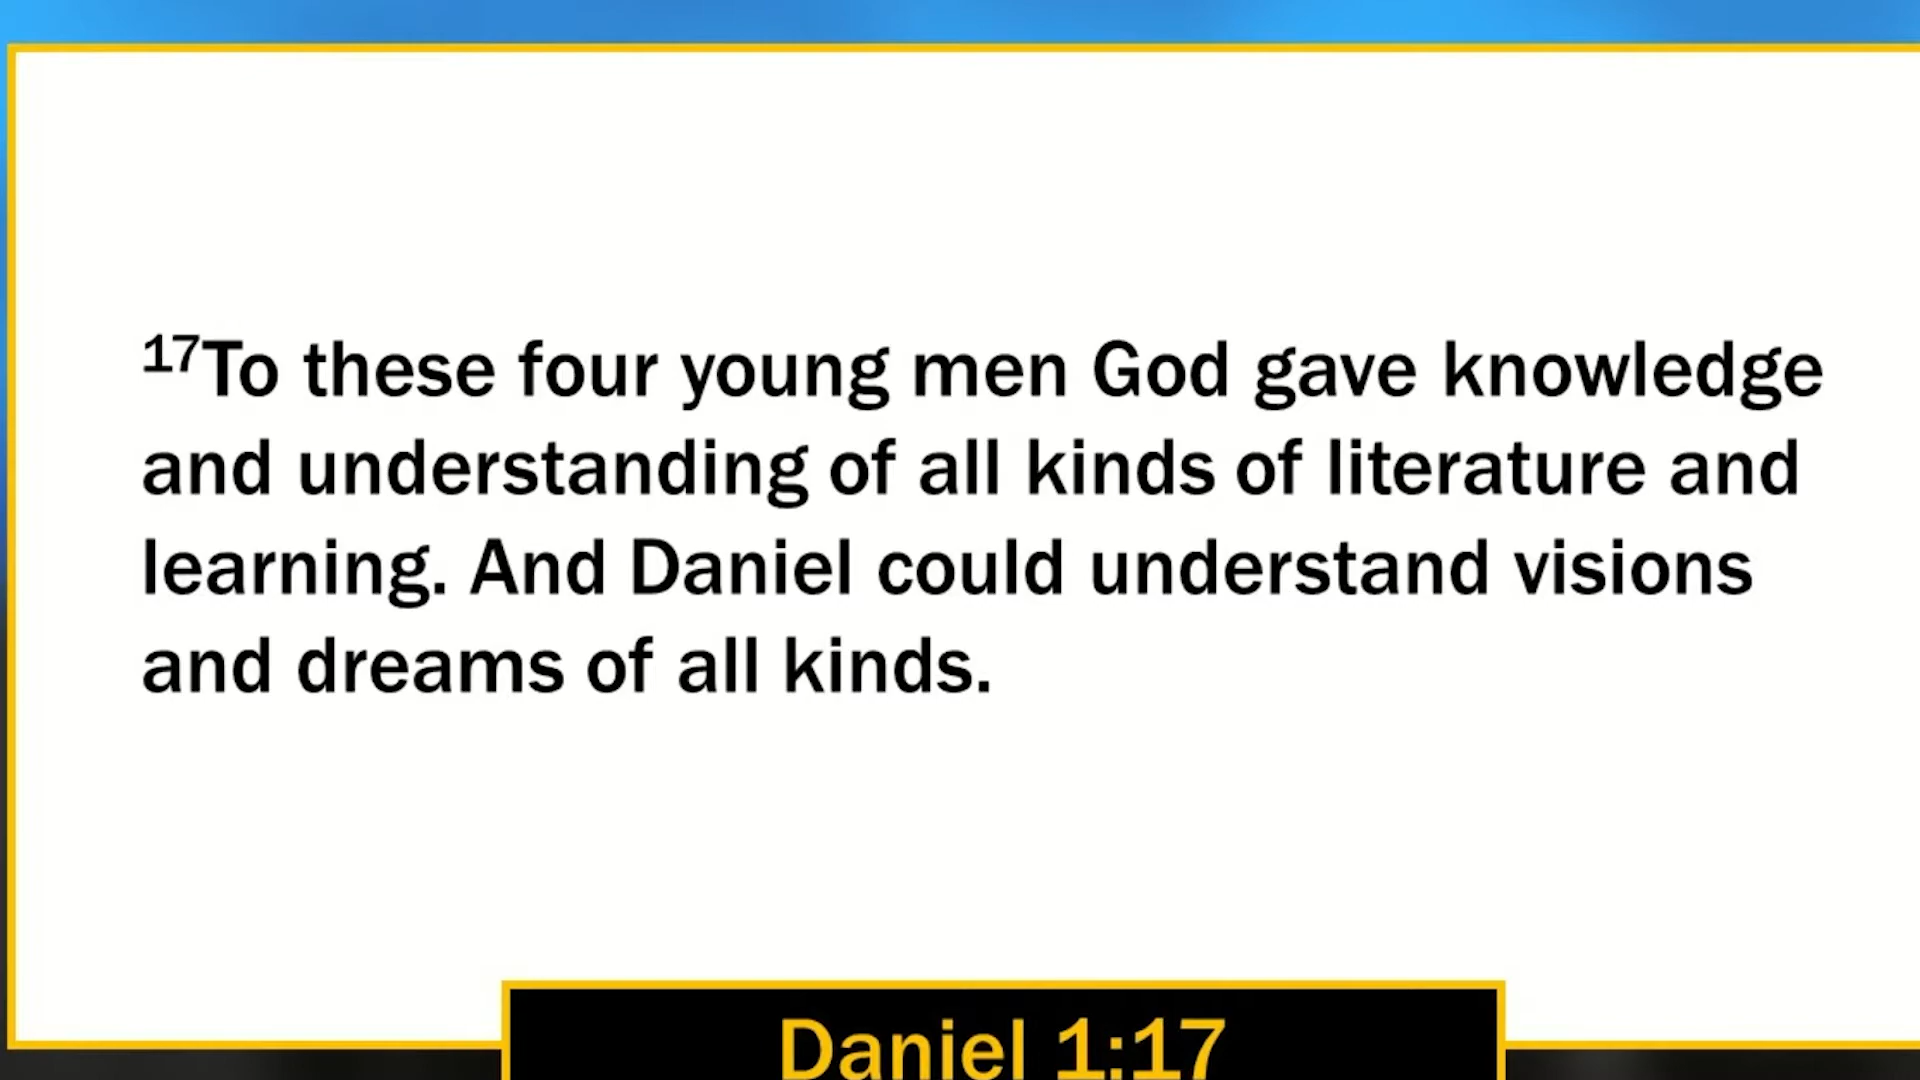 17To these four young men God gave knowledge
and understanding of all kinds of literature and
learning. And Daniel could understand visions
and dreams of all kinds.
Daniel 1:17